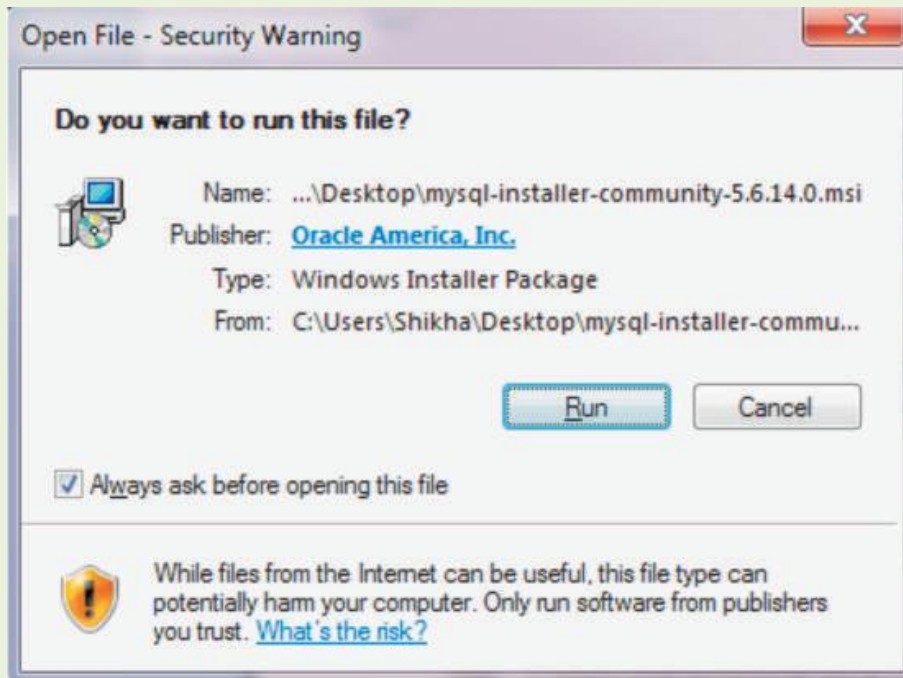 Open File - Security Warning
Do you want to run this file?
Name: ...\Desktop\mysql-installer-community-5.6.14.0.msi
Publisher: Oracle America, Inc.
Type: Windows Installer Package
From: C:\Users\Shikha\Desktop\mysql-installer-commu...
Run Cancel
Always ask before opening this file
While files from the Internet can be useful, this file type can
potentially harm your computer. Only run software from publishers
you trust. What's the risk?